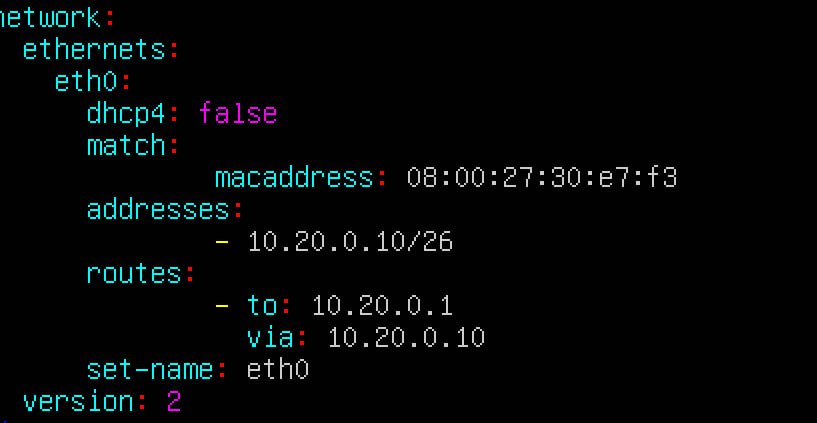 network:
ethernets:
eth0:
dhcp4: false
match:
macaddress: 08:00:27:30:e7:f3
addresses:
- 10.20.0.10/26
routes:
- to: 10.20.0.1
via: 10.20.0.10
set-name: eth0
version: 2